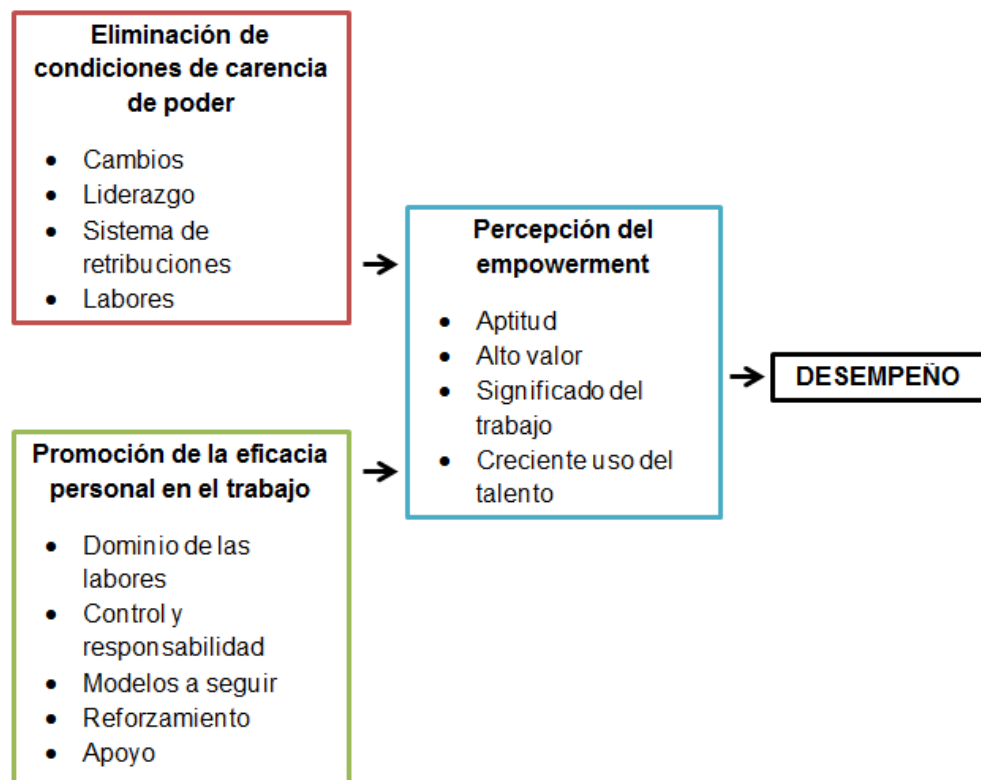 Eliminación de
condiciones de carencia
de poder
• Cambios
• Liderazgo
• Sistema de
retribuciones
• Labores
Promoción de la eficacia
personal en el trabajo
• Dominio de las
labores
• Control y
responsabilidad
• Modelos a seguir
• Reforzamiento
• Apoyo
Percepción del
empowerment
• Aptitud
• Alto valor
• Significado del
trabajo
• Creciente uso del
talento
DESEMPEÑO